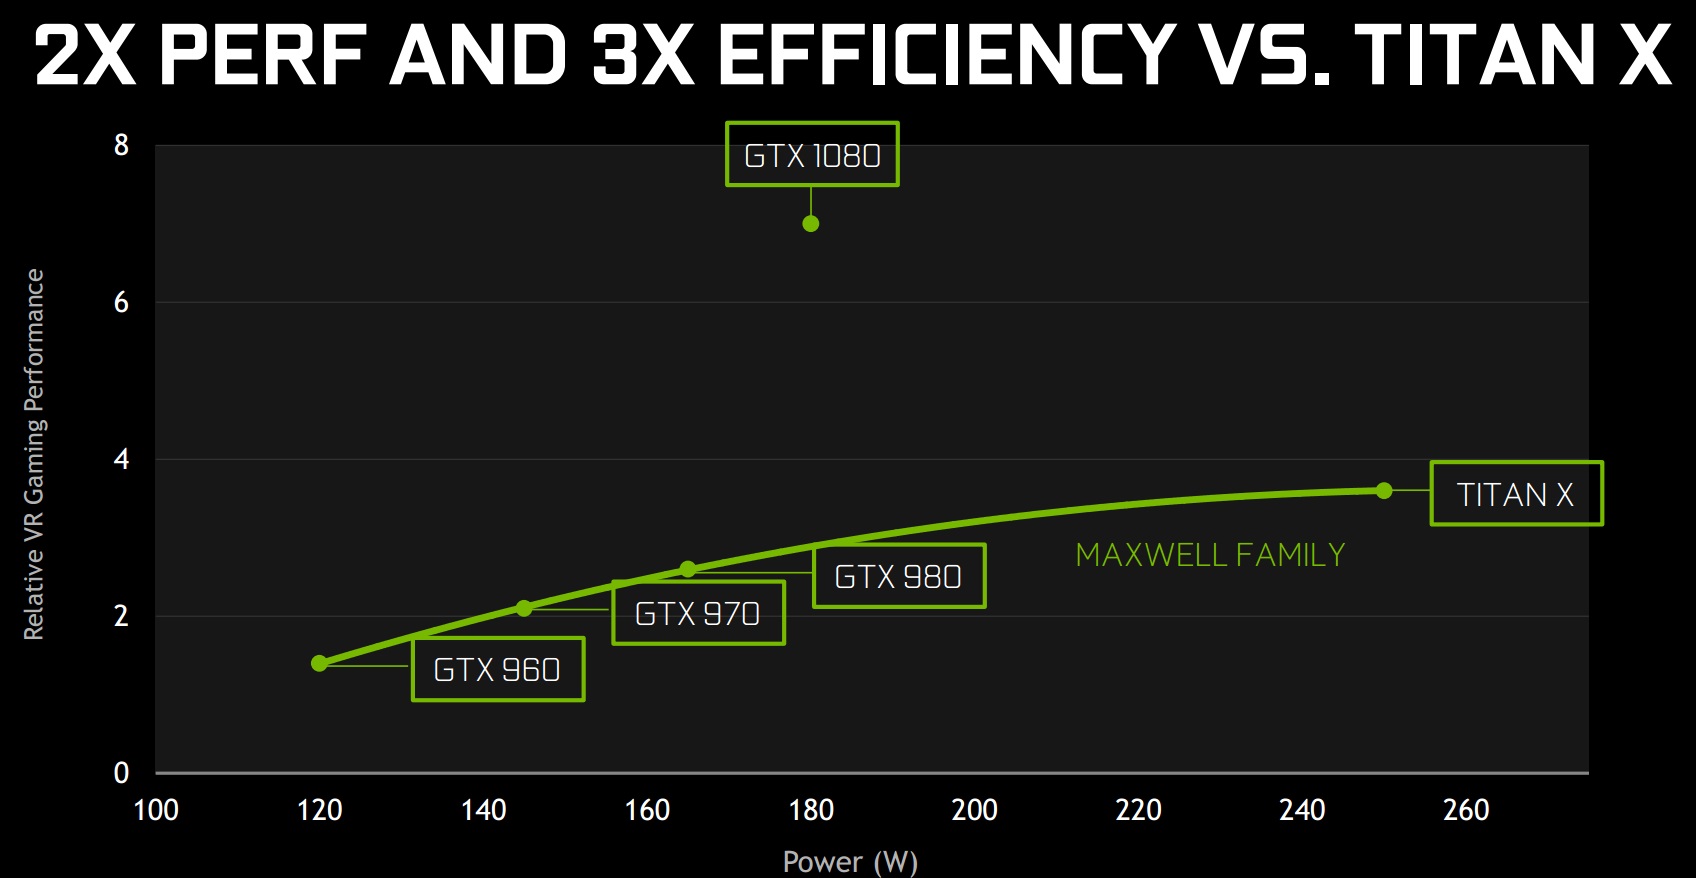 2X PERF AND 3X EFFICIENCY VS. TITAN X
Relative VR Gaming Performance
8
6
4
2
0
GTX 1080
TITAN X
MAXWELL FAMILY
GTX 980
GTX 970
GTX 960
100 120 140 160 180 200 220 240 260
Power (W)